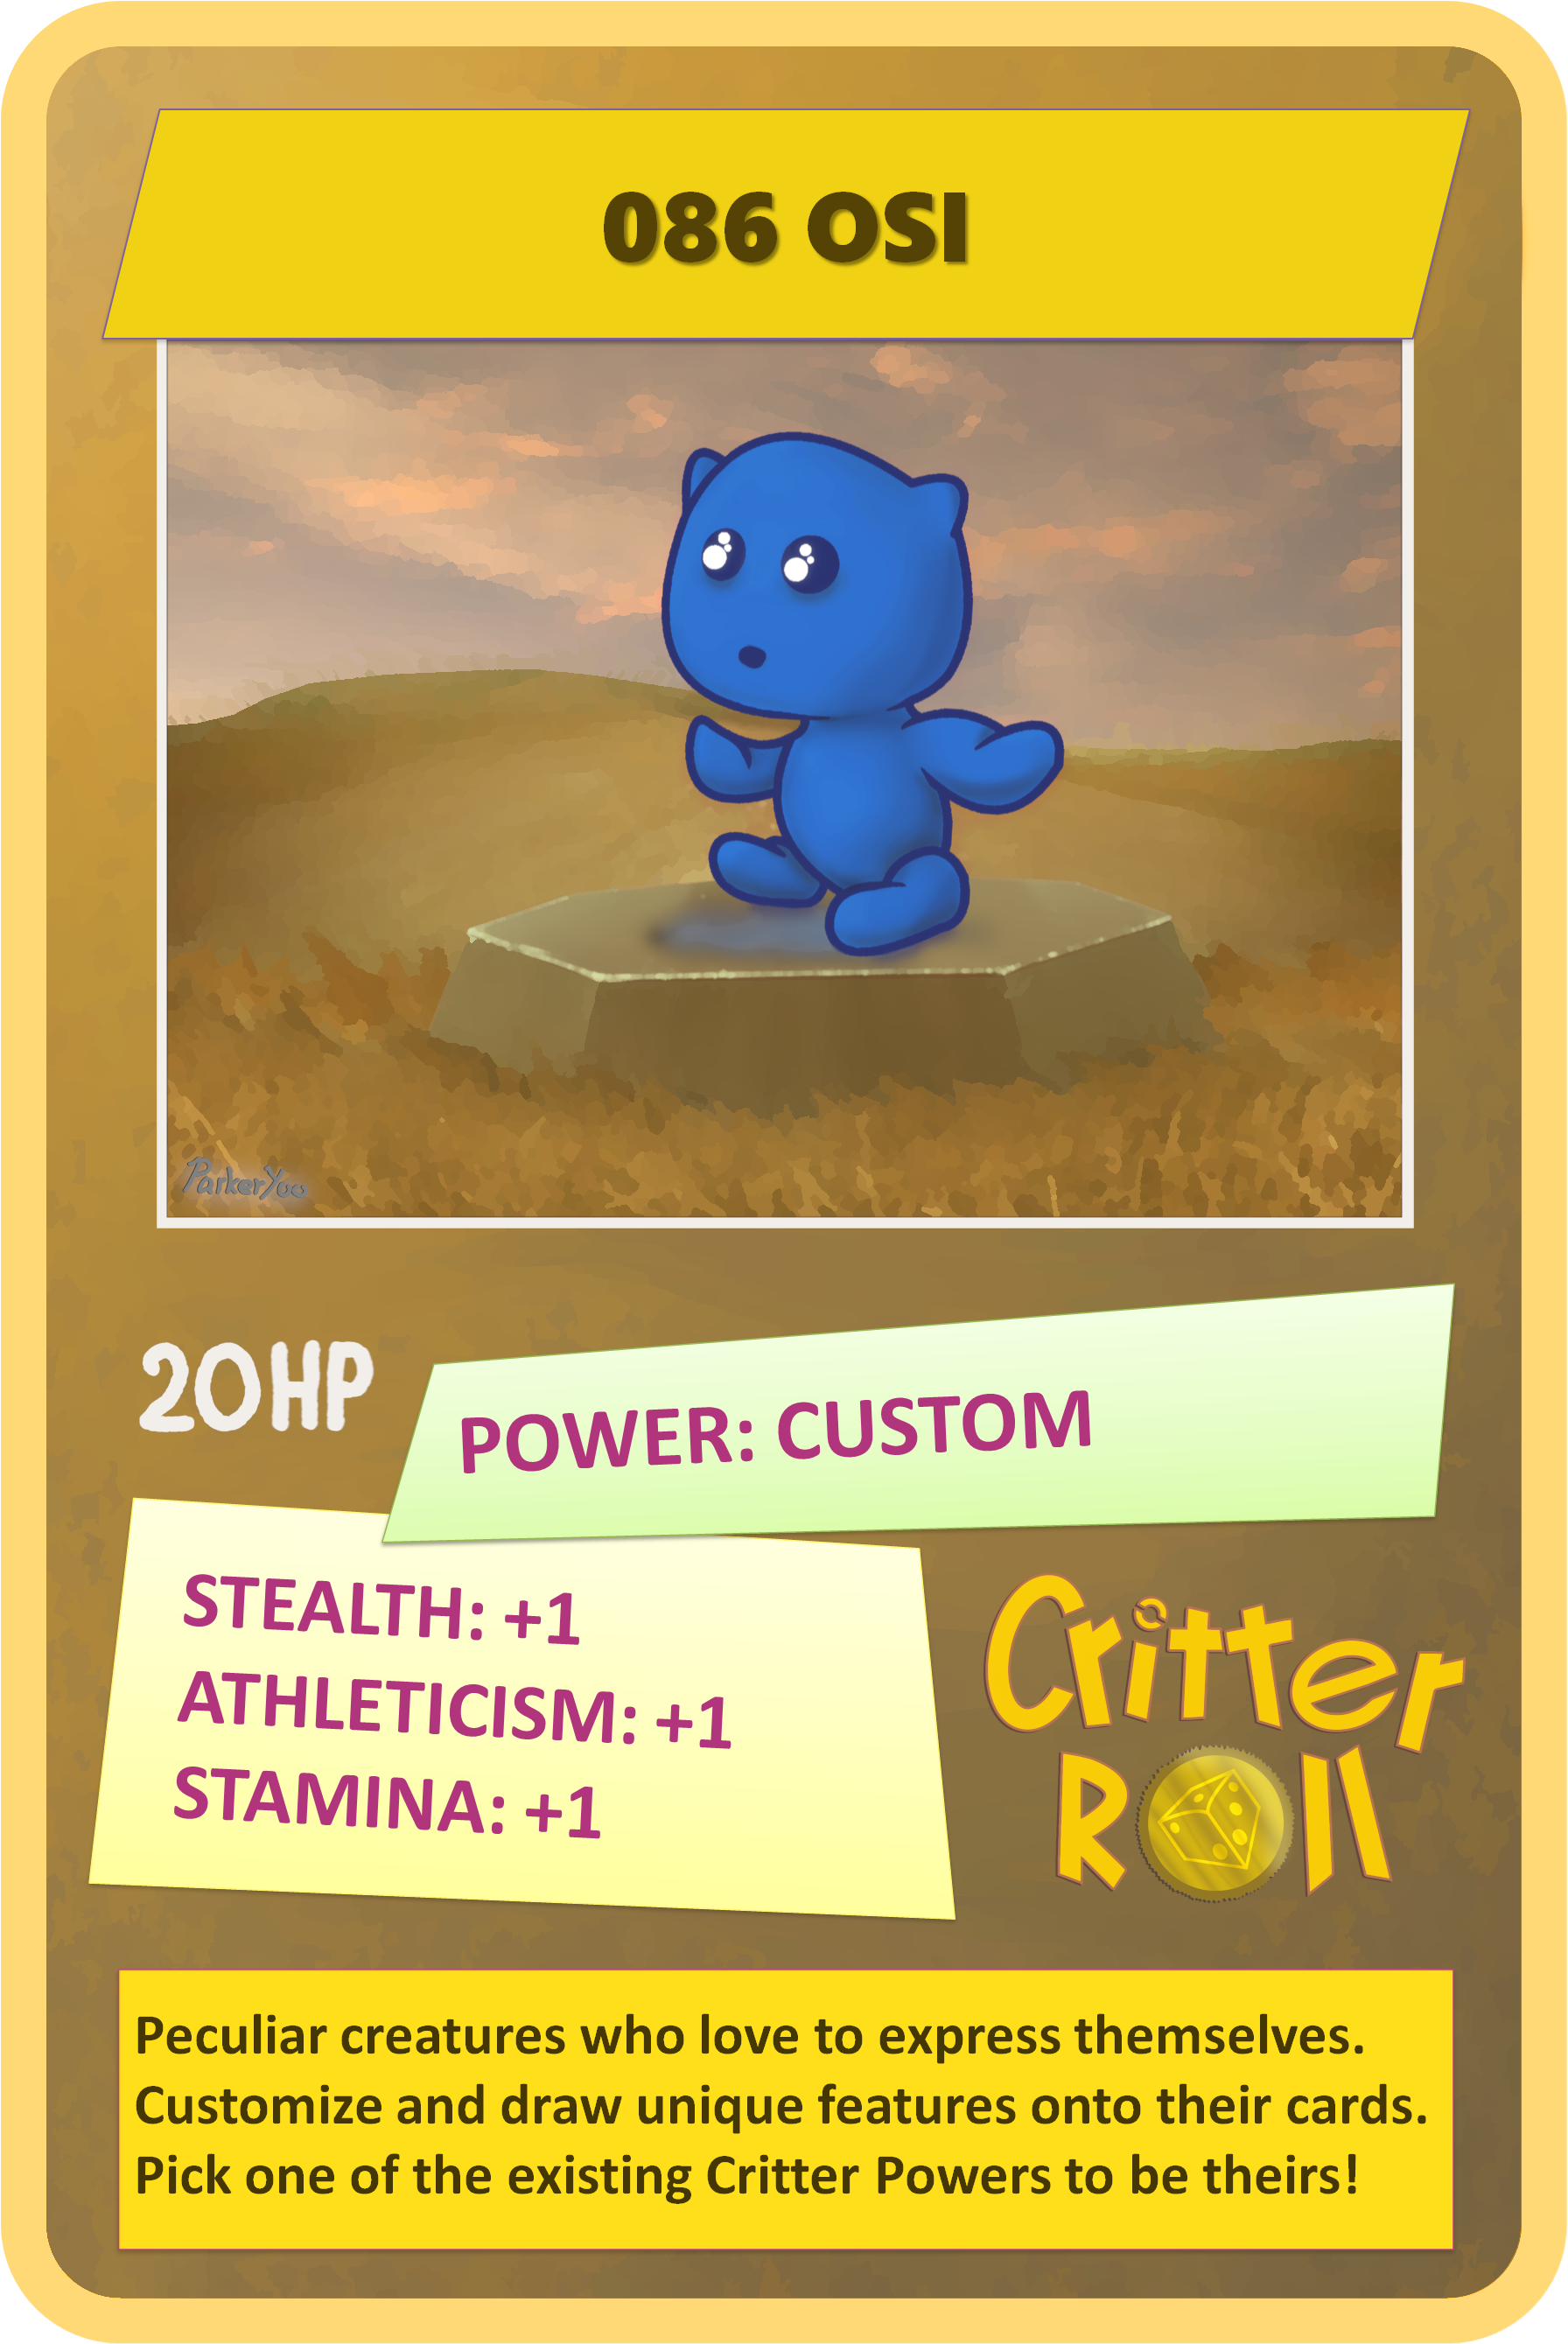 086 OSI
ParkerYoo
20HP
POWER: CUSTOM
STEALTH: +1
ATHLETICISM: +1
STAMINA: +1
Critter
Roll
Peculiar creatures who love to express themselves.
Customize and draw unique features onto their cards.
Pick one of the existing Critter Powers to be theirs!